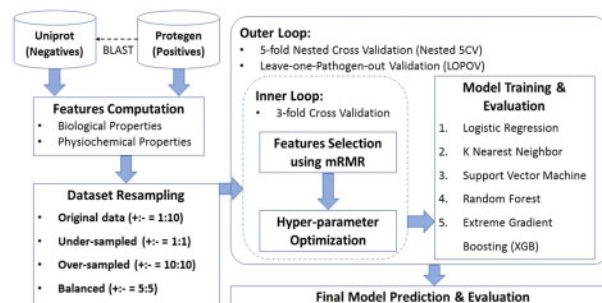 Uniprot
(Negatives)
BLAST
Protegen
(Positives)
Features Computation
• Biological Properties
• Physiochemical Properties
Dataset Resampling
• Original data (+:- = 1:10)
• Under-sampled (+:- = 1:1)
• Over-sampled (+:- = 10:10)
• Balanced (+:- = 5:5)
Outer Loop:
• 5-fold Nested Cross Validation (Nested 5CV)
• Leave-one-Pathogen-out Validation (LOPOV)
Inner Loop:
• 3-fold Cross Validation
Features Selection
using mRMR
Hyper-parameter
Optimization
Model Training &
Evaluation
1. Logistic Regression
2. K Nearest Neighbor
3. Support Vector Machine
4. Random Forest
5. Extreme Gradient
Boosting (XGB)
Final Model Prediction & Evaluation